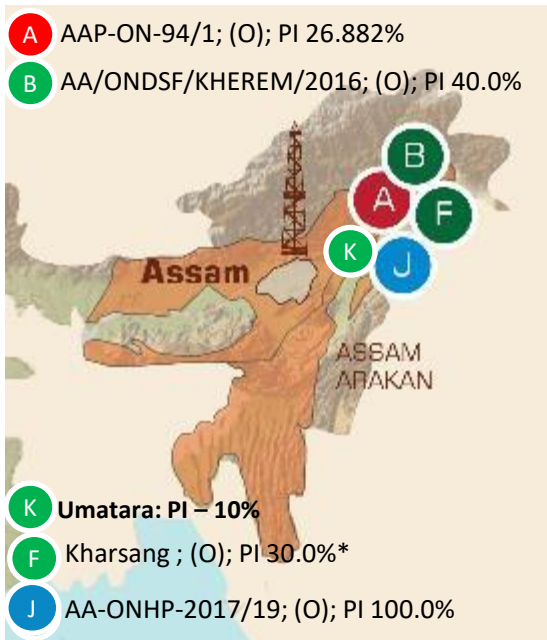 A AAP-ON-94/1; (O); PI 26.882%
B AA/ONDSF/KHEREM/2016; (O); PI 40.0%
B
A
F
K
J
Assam
ASSAM
ARAKAN
K Umatara: PI – 10%
F Kharsang ; (O); PI 30.0%*
J AA-ONHP-2017/19; (O); PI 100.0%